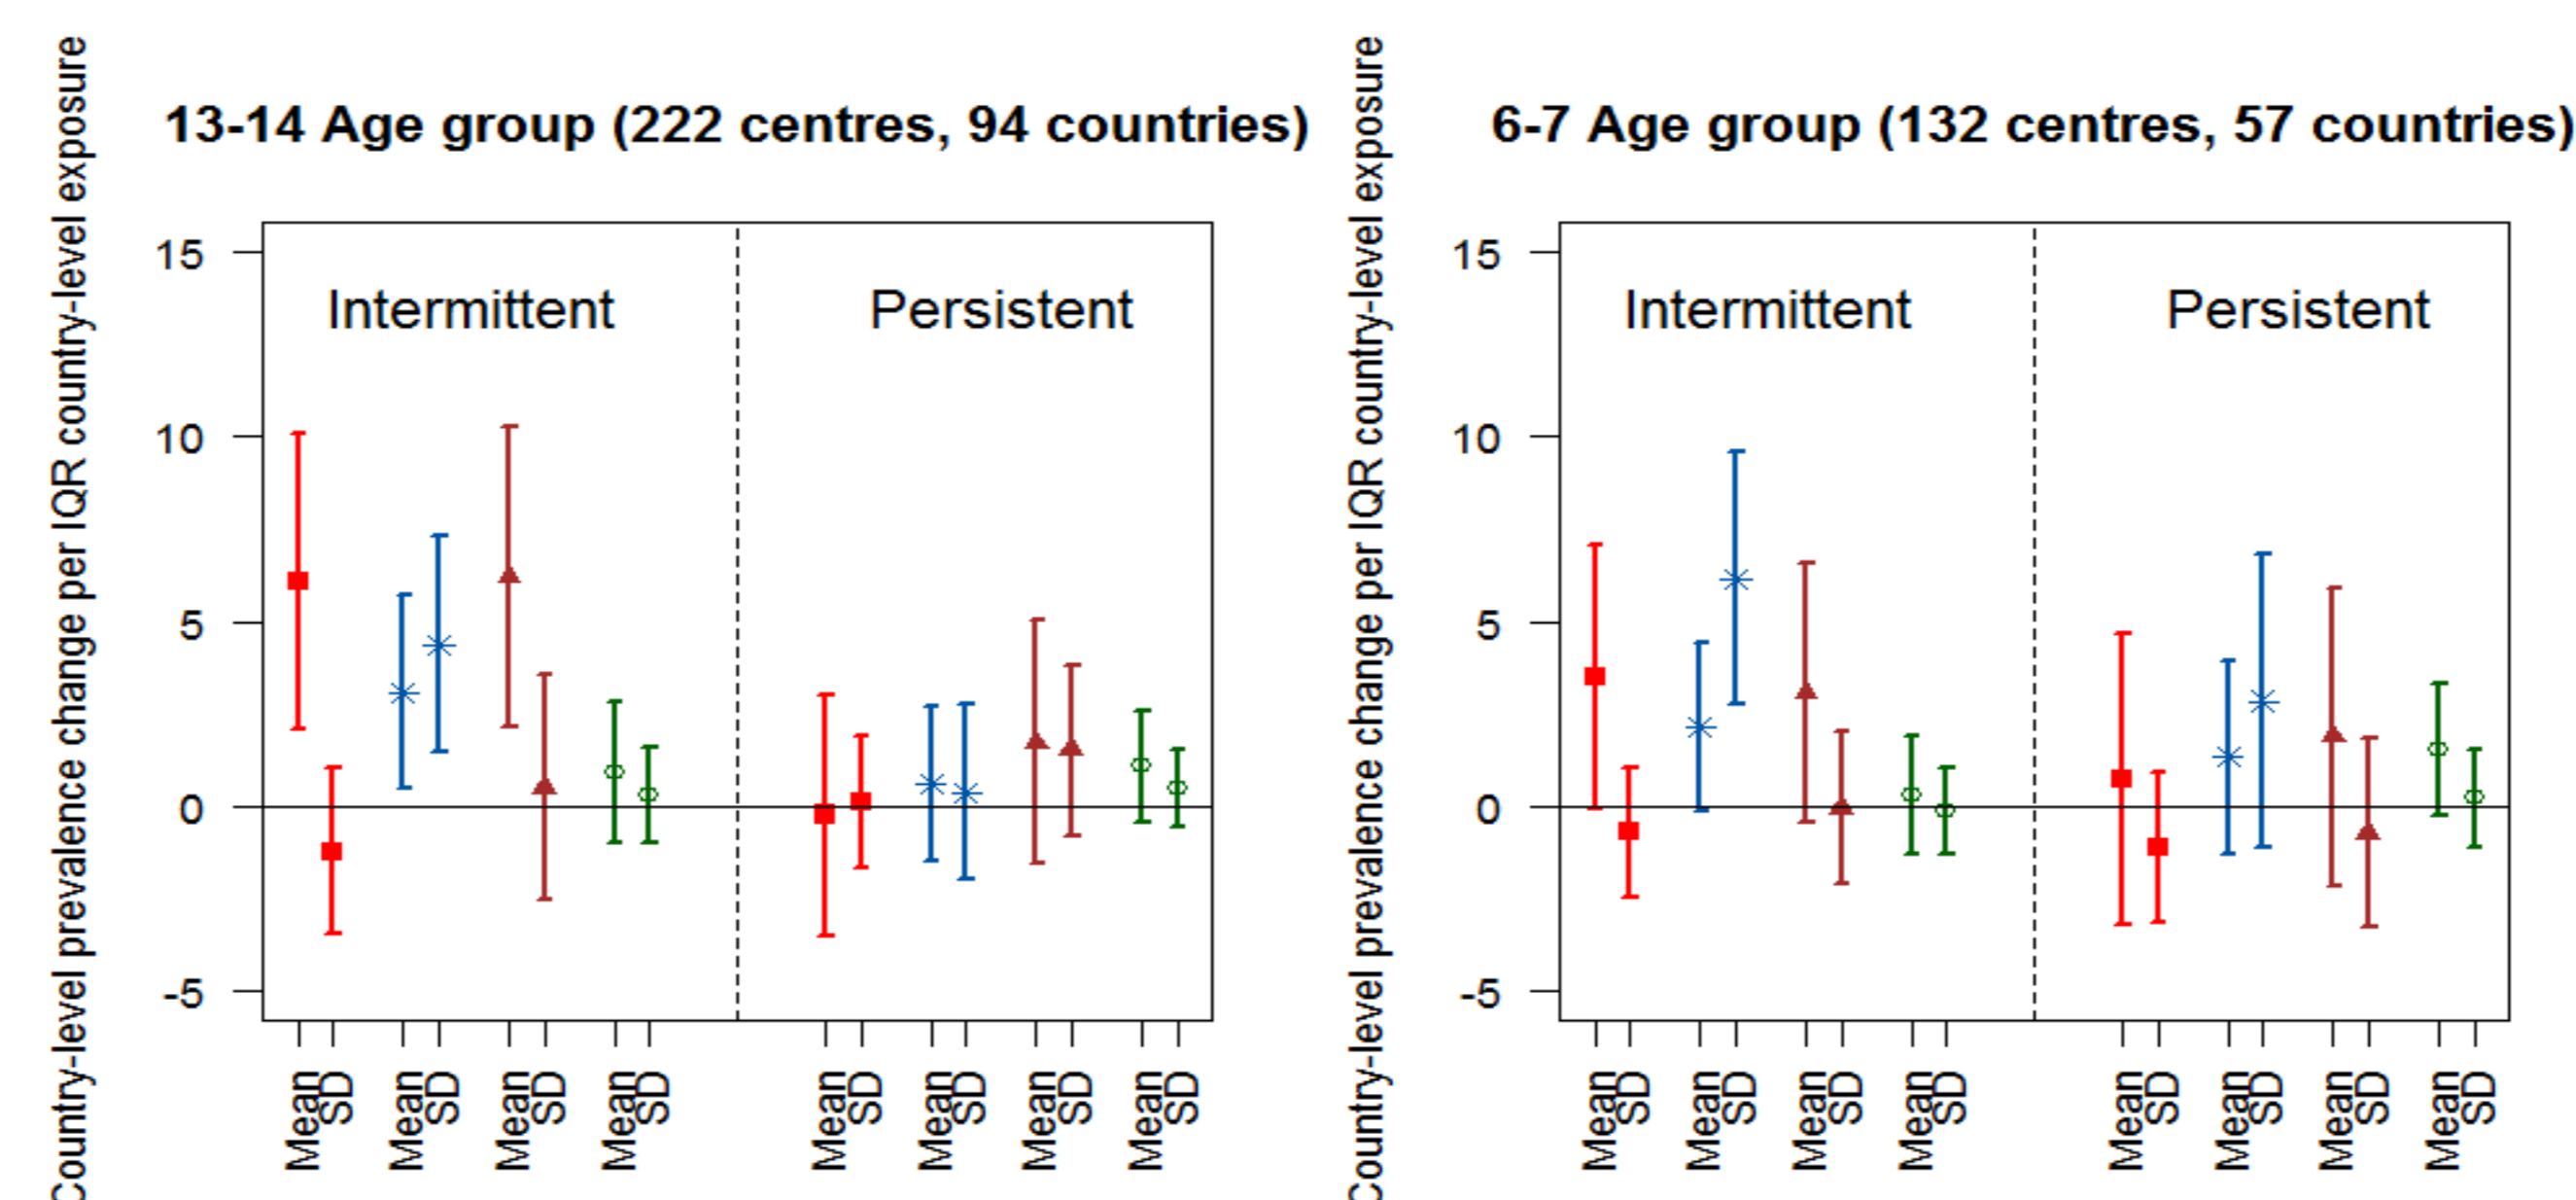 Country-level prevalence change per IQR country-level exposure
13-14 Age group (222 centres, 94 countries)
15
10
5
0
-5
Intermittent
Persistent
Mean
SD
Mean
SD
Mean
SD
Mean
SD
Mean
SD
Mean
SD
Mean
SD
Mean
SD
Country-level prevalence change per IQR country-level exposure
6-7 Age group (132 centres, 57 countries)
15
10
5
0
-5
Intermittent
Persistent
Mean
SD
Mean
SD
Mean
SD
Mean
SD
Mean
SD
Mean
SD
Mean
SD
Mean
SD